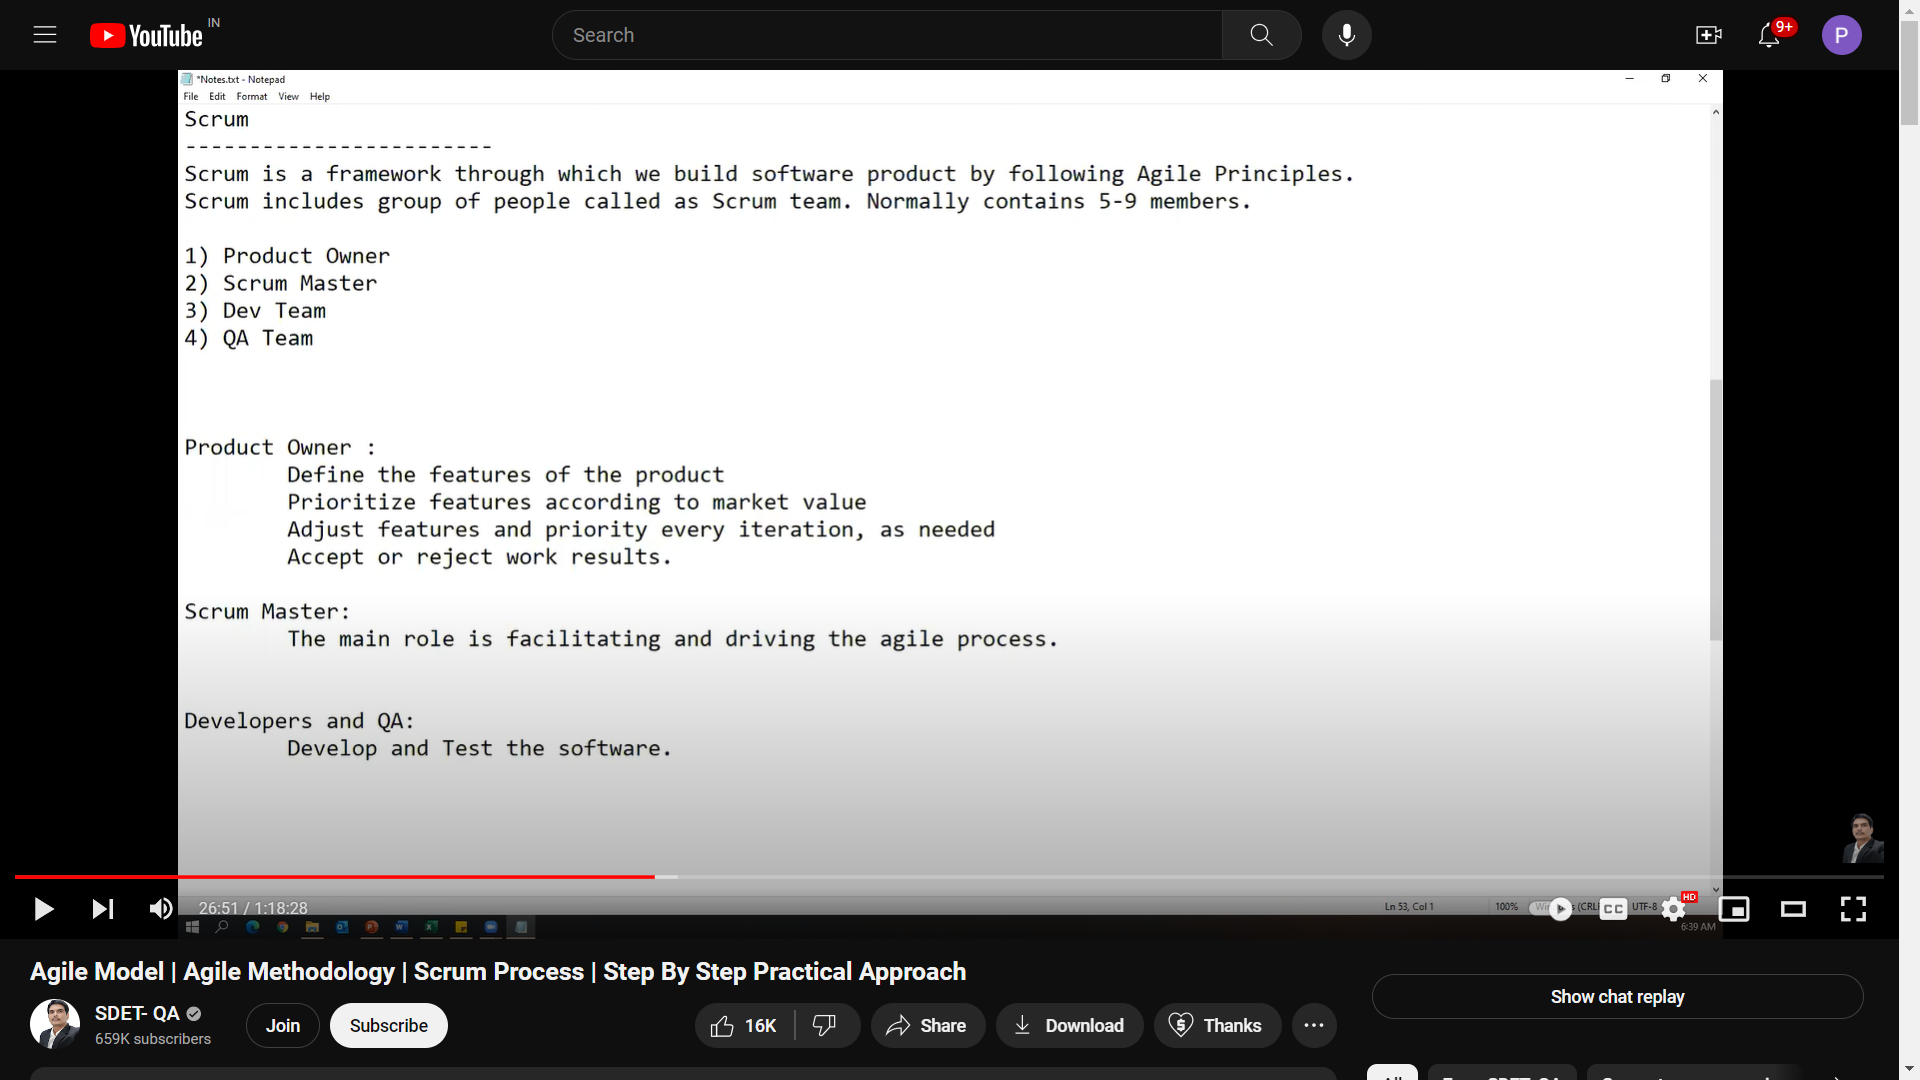 YouTube IN
Search
9+
P
*Notes.txt - Notepad
File Edit Format View Help
Scrum
------------------------
Scrum is a framework through which we build software product by following Agile Principles.
Scrum includes group of people called as Scrum team. Normally contains 5-9 members.
1) Product Owner
2) Scrum Master
3) Dev Team
4) QA Team
Product Owner :
Define the features of the product
Prioritize features according to market value
Adjust features and priority every iteration, as needed
Accept or reject work results.
Scrum Master:
The main role is facilitating and driving the agile process.
Developers and QA:
Develop and Test the software.
26:51 / 1:18:28
Ln 53, Col 1 100% UTF-8
CC HD
6:39 AM
Agile Model | Agile Methodology | Scrum Process | Step By Step Practical Approach
SDET- QA
659K subscribers
Join Subscribe
16K Share Download Thanks
Show chat replay